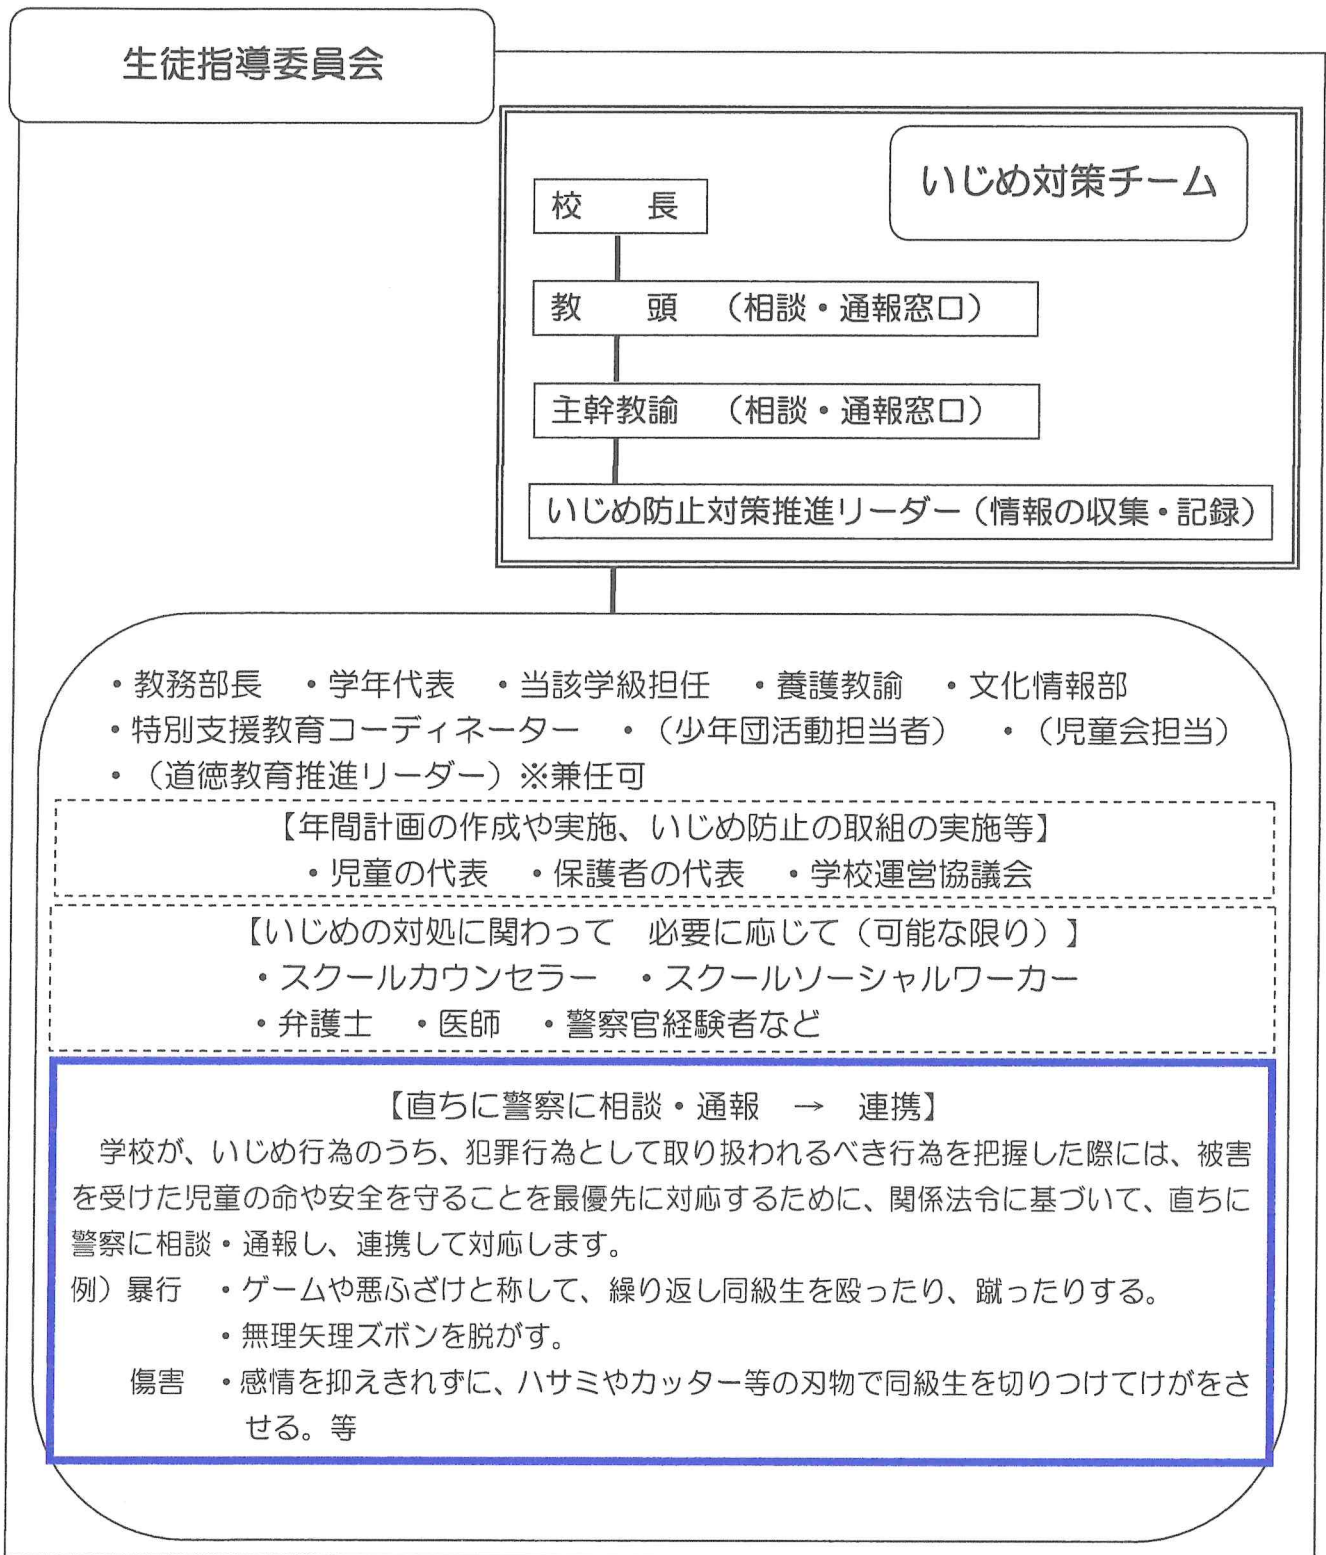 生徒指導委員会
いじめ対策チーム
校　　長
教　　頭　（相談・通報窓口）
主幹教諭　（相談・通報窓口）
いじめ防止対策推進リーダー（情報の収集・記録）
・教務部長　・学年代表　・当該学級担任　・養護教諭　・文化情報部
・特別支援教育コーディネーター　・（少年団活動担当者）　・（児童会担当）
・（道徳教育推進リーダー）※兼任可
【年間計画の作成や実施、いじめ防止の取組の実施等】
・児童の代表　・保護者の代表　・学校運営協議会
【いじめの対処に関わって　必要に応じて（可能な限り）】
・スクールカウンセラー　・スクールソーシャルワーカー
・弁護士　・医師　・警察官経験者など
【直ちに警察に相談・通報　→　連携】
学校が、いじめ行為のうち、犯罪行為として取り扱われるべき行為を把握した際には、被害
を受けた児童の命や安全を守ることを最優先に対応するために、関係法令に基づいて、直ちに
警察に相談・通報し、連携して対応します。
例）暴行　・ゲームや悪ふざけと称して、繰り返し同級生を殴ったり、蹴ったりする。
・無理矢理ズボンを脱がす。
傷害　・感情を抑えきれずに、ハサミやカッター等の刃物で同級生を切りつけてけがをさ
せる。等